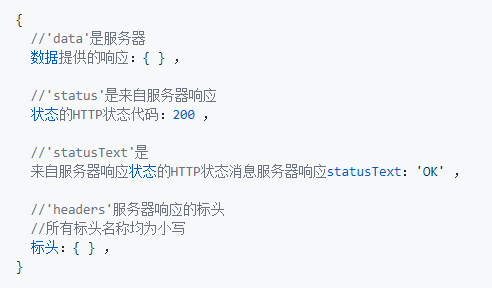 {
//'data'是服务器
数据提供的响应：{ } ，
//'status'是来自服务器响应
状态的HTTP状态代码：200 ，
//'statusText'是
来自服务器响应状态的HTTP状态消息服务器响应statusText：'OK' ，
//'headers'服务器响应的标头
//所有标头名称均为小写
标头：{ } ，
}